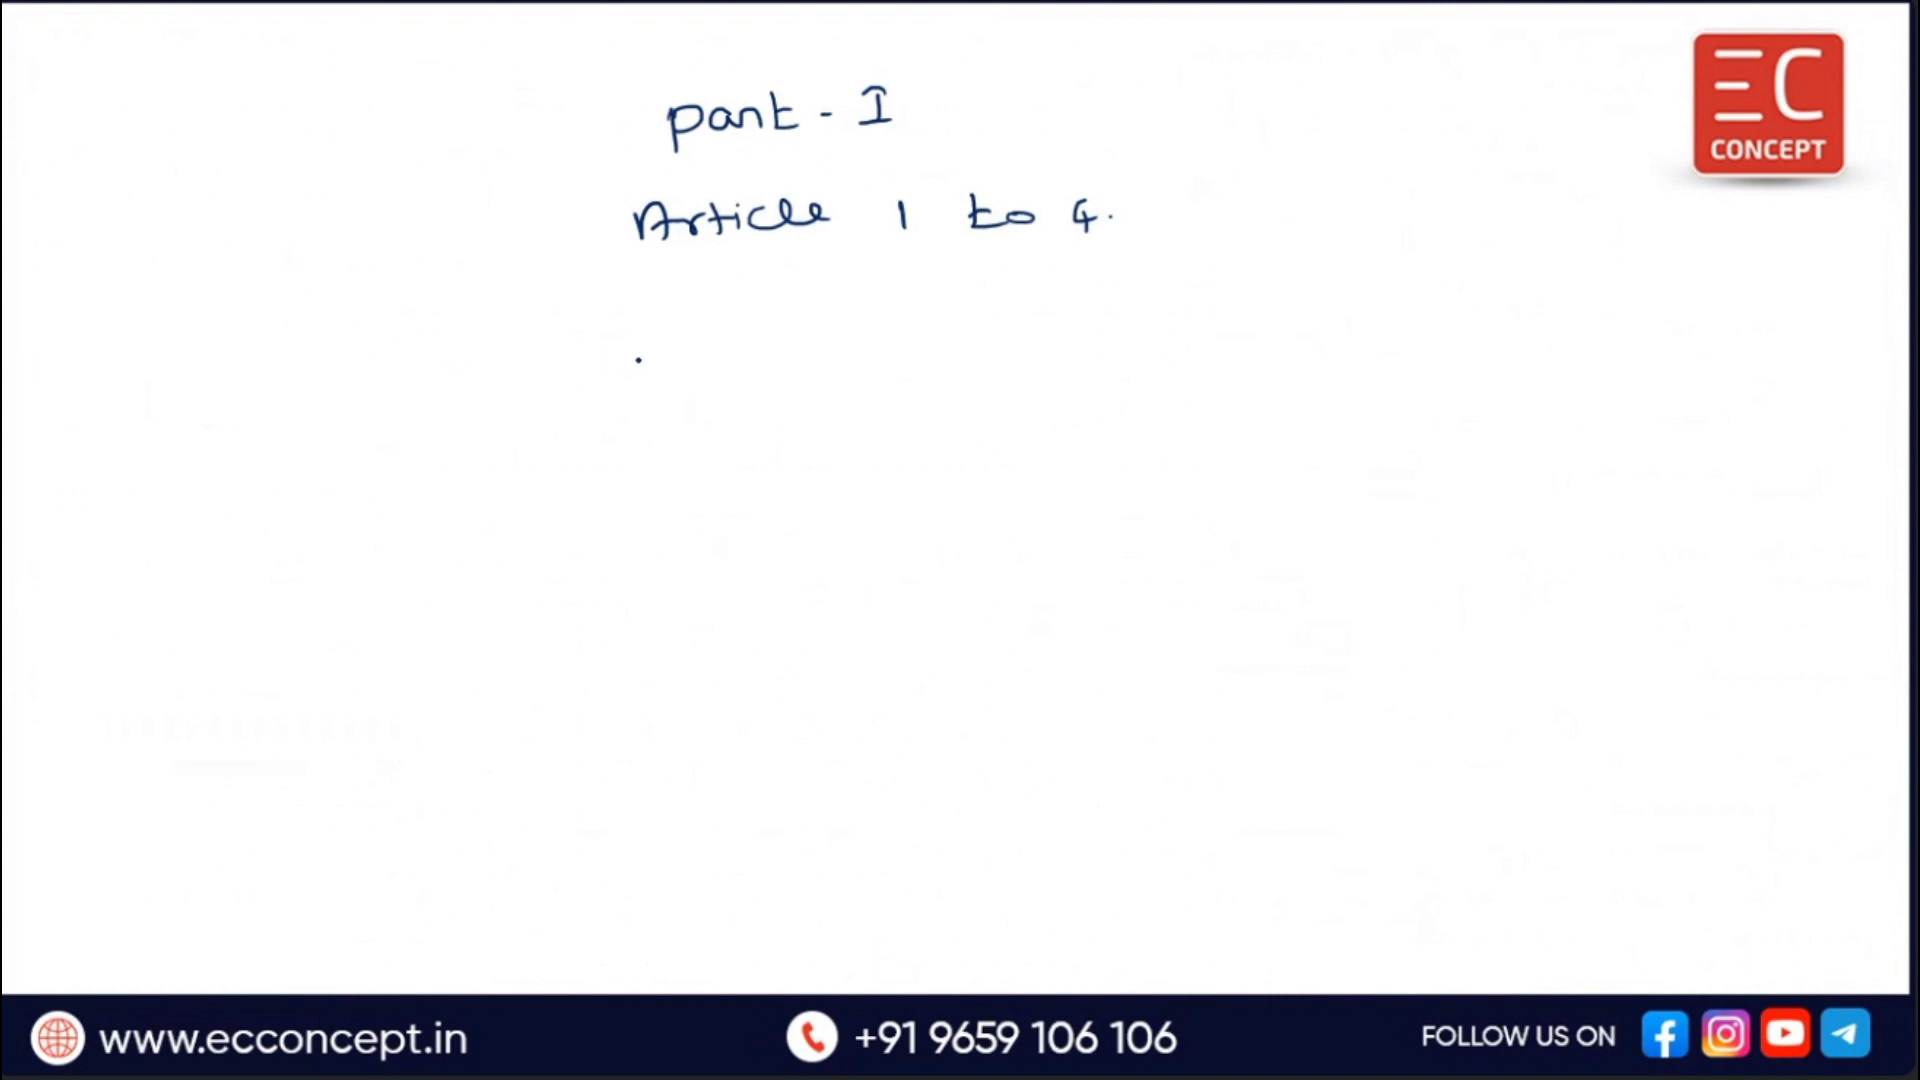 EC
CONCEPT
Part - I
Article 1 to 4.
www.ecconcept.in
+91 9659 106 106
FOLLOW US ON